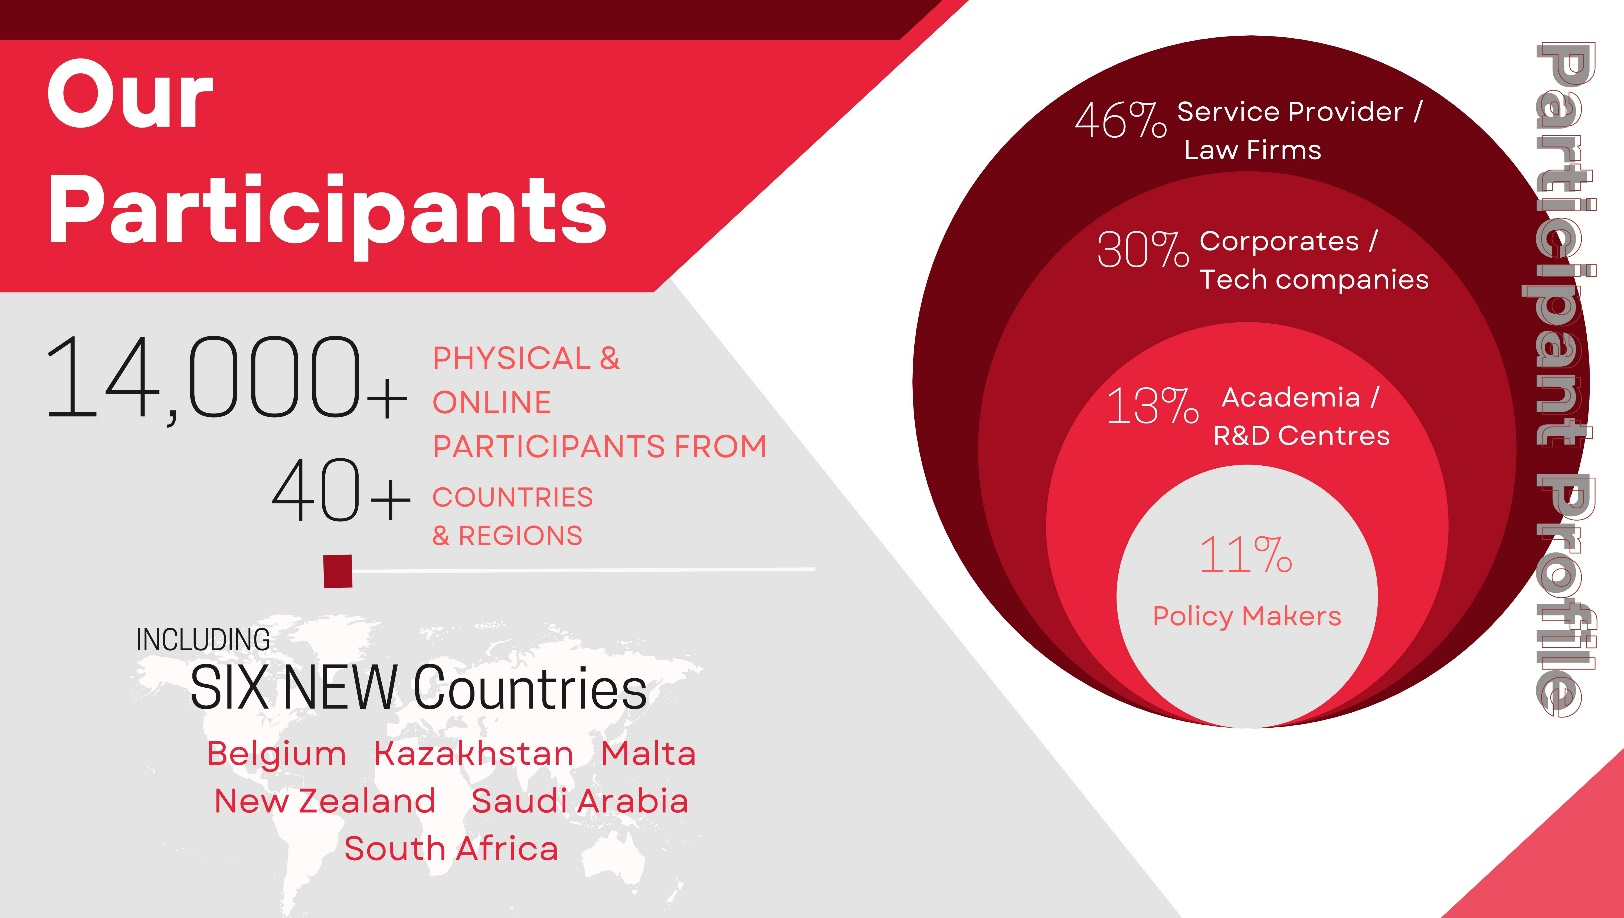 Our
Participants
14,000+
PHYSICAL &
ONLINE
PARTICIPANTS FROM
40+
COUNTRIES
& REGIONS
INCLUDING
SIX NEW Countries
Belgium Kazakhstan Malta
New Zealand Saudi Arabia
South Africa
46% Service Provider /
Law Firms
30% Corporates /
Tech companies
13% Academia /
R&D Centres
11%
Policy Makers
Participant Profile